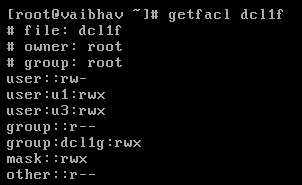 [root@vaibhav ~]# getfacl dcl1f
# file: dcl1f
# owner: root
# group: root
user::rw-
user:u1:rwx
user:u3:rwx
group::r--
group:dcl1g:rwx
mask::rwx
other::r--